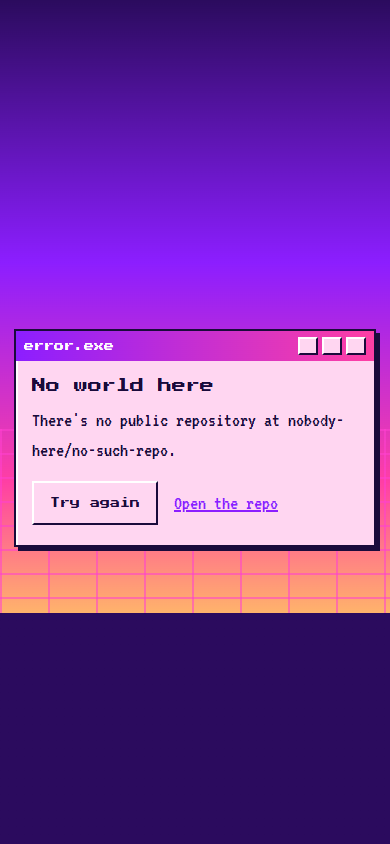 error.exe
No world here
There's no public repository at nobody-
here/no-such-repo.
Try again
Open the repo